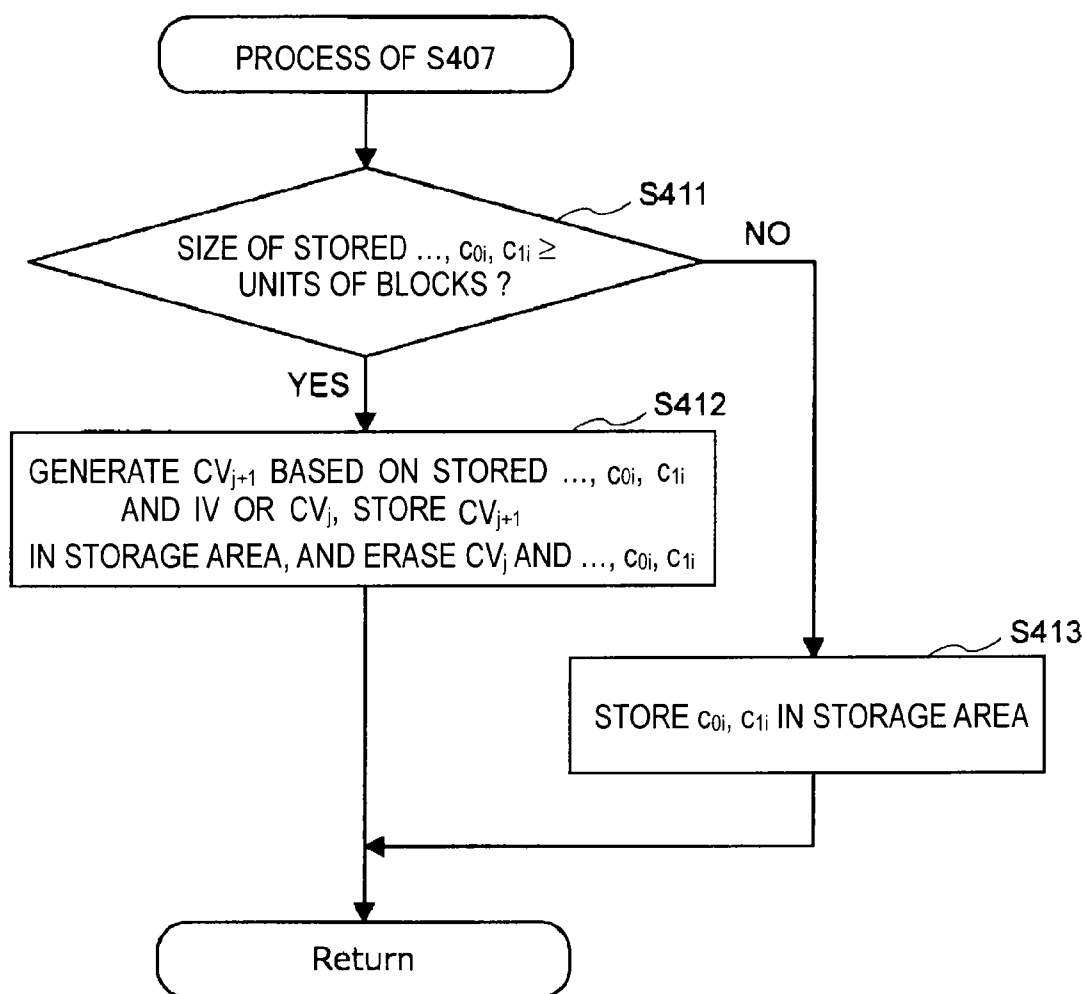 PROCESS OF S407
S411
SIZE OF STORED ..., c₀ᵢ, c₁ᵢ ≥
UNITS OF BLOCKS ?
NO
YES
S412
GENERATE CVⱼ₊₁ BASED ON STORED ..., c₀ᵢ, c₁ᵢ
AND IV OR CVⱼ, STORE CVⱼ₊₁
IN STORAGE AREA, AND ERASE CVⱼ AND ..., c₀ᵢ, c₁ᵢ
S413
STORE c₀ᵢ, c₁ᵢ IN STORAGE AREA
Return